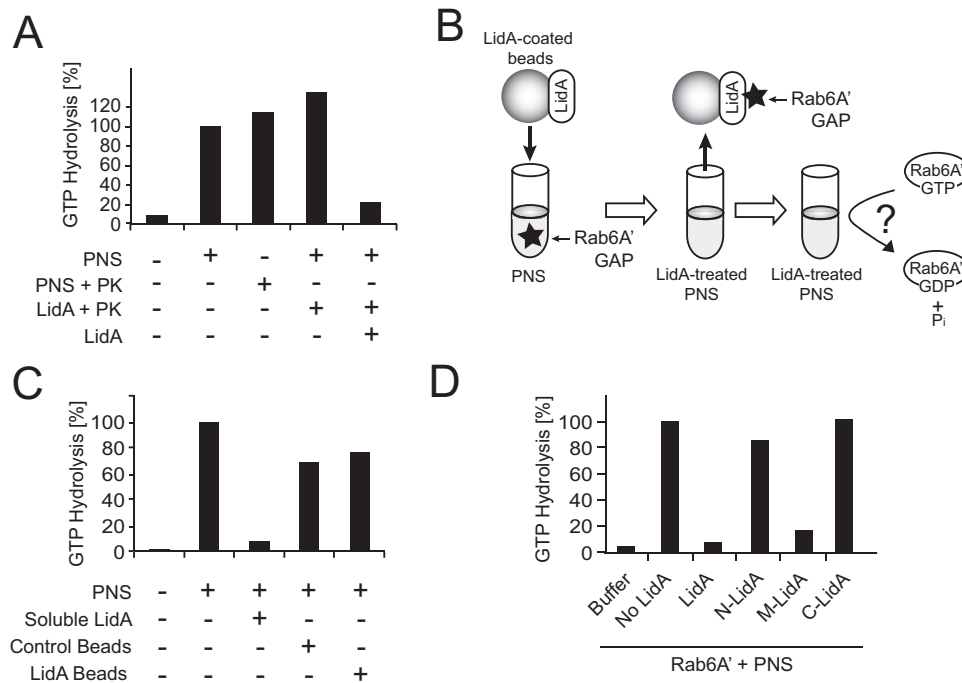 A
GTP Hydrolysis [%]
120
100
80
60
40
20
0
PNS - + - + +
PNS + PK - - + - -
LidA + PK - - - + +
LidA - - - - +
B
LidA-coated
beads
LidA
LidA
Rab6A'
GAP
Rab6A'
GAP
PNS
LidA-treated
PNS
LidA-treated
PNS
Rab6A'
GTP
?
Rab6A'
GDP
+
Pi
C
GTP Hydrolysis [%]
100
80
60
40
20
0
PNS - + + + +
Soluble LidA - - + - -
Control Beads - - - + -
LidA Beads - - - - +
D
GTP Hydrolysis [%]
100
80
60
40
20
0
Buffer
No LidA
LidA
N-LidA
M-LidA
C-LidA
Rab6A' + PNS